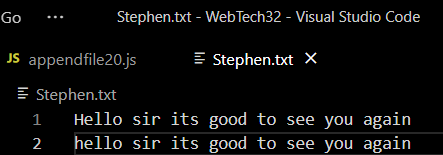 Go ··· Stephen.txt - WebTech32 - Visual Studio Code
JS appendfile20.js Stephen.txt ×
Stephen.txt
1 Hello sir its good to see you again
2 hello sir its good to see you again